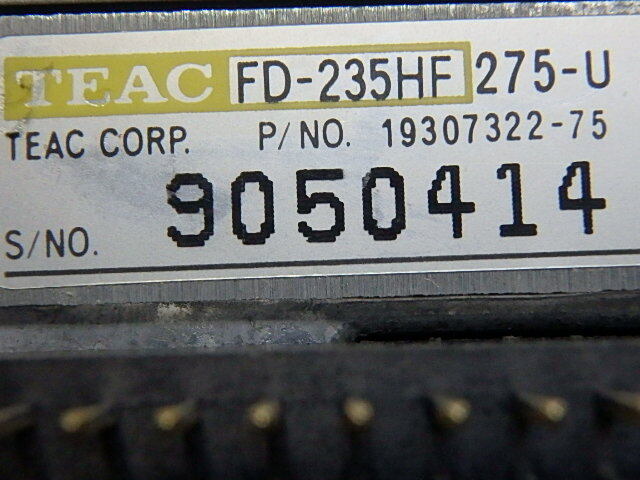 TEAC FD-235HF 275-U
TEAC CORP. P/NO. 19307322-75
S/NO. 9050414